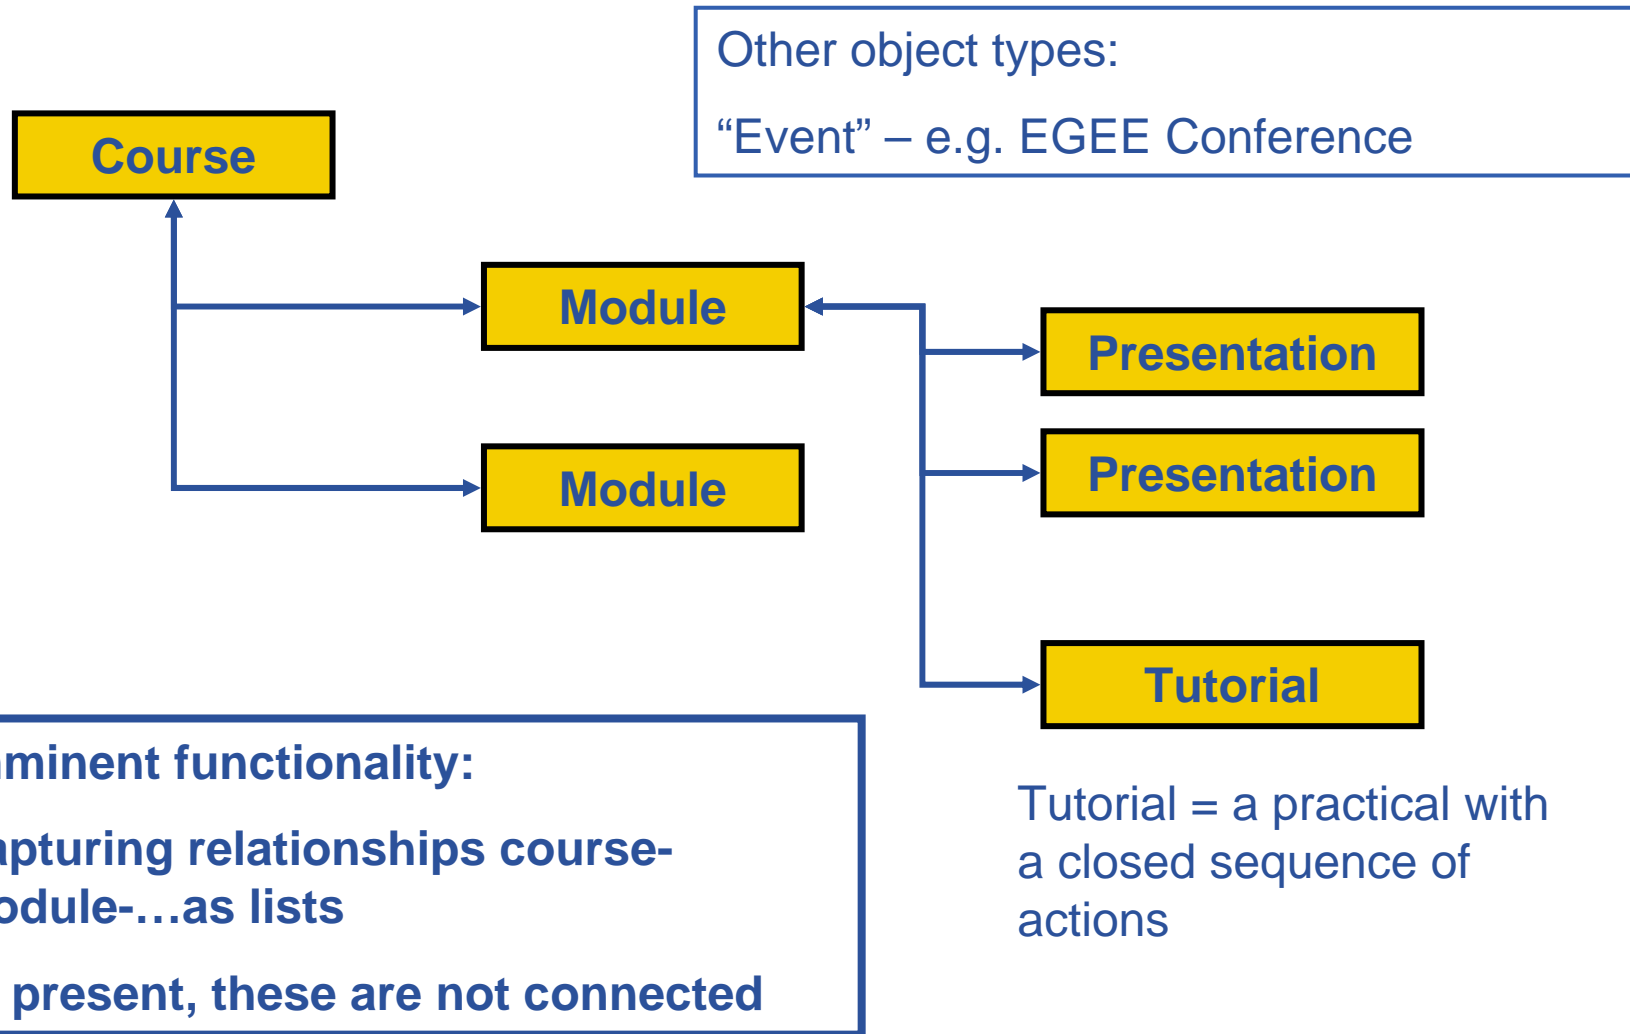 Other object types:
“Event” – e.g. EGEE Conference
Course
Module
Presentation
Presentation
Module
Tutorial
minent functionality:
apturing relationships course-
odule-…as lists
present, these are not connected
Tutorial = a practical with
a closed sequence of
actions